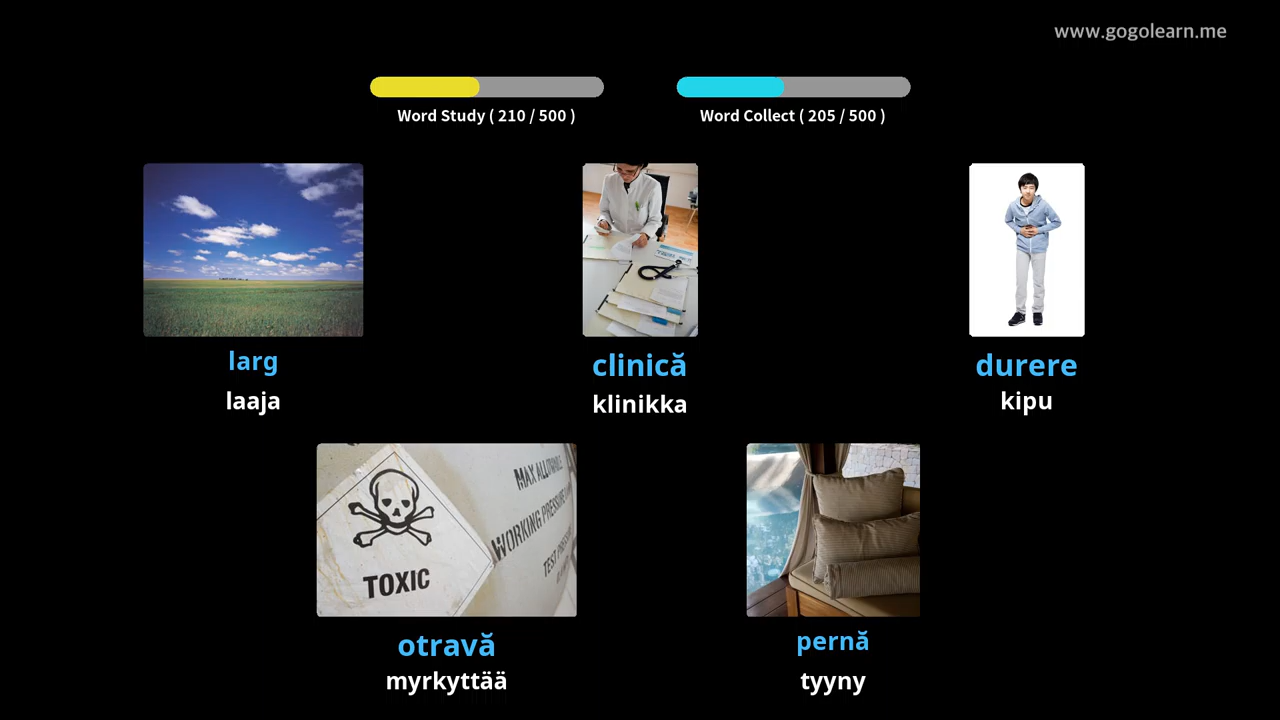 www.gogolearn.me
Word Study ( 210 / 500 )
Word Collect ( 205 / 500 )
larg
laaja
clinică
klinikka
durere
kipu
TOXIC
MAX ALLOWABLE
WORKING PRESSURE
otravă
myrkyttää
pernă
tyyny